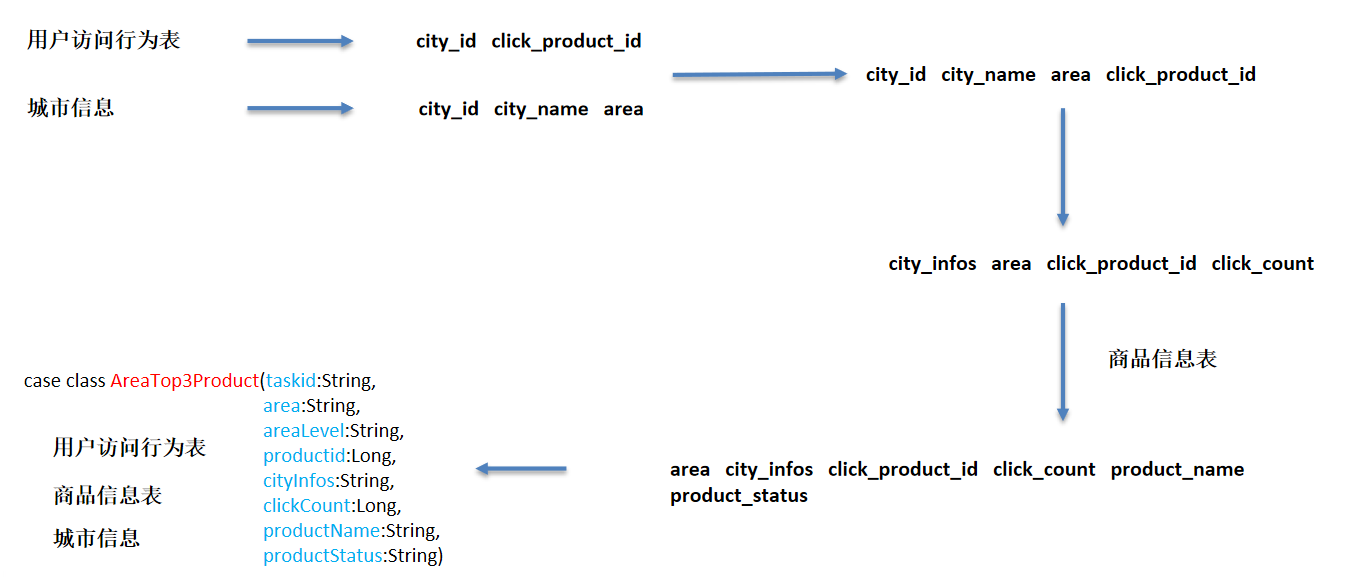 用户访问行为表
city_id click_product_id
城市信息
city_id city_name area
city_id city_name area click_product_id
city_infos area click_product_id click_count
商品信息表
area city_infos click_product_id click_count product_name
product_status
case class AreaTop3Product(taskid:String,
area:String,
areaLevel:String,
productid:Long,
cityInfos:String,
clickCount:Long,
productName:String,
productStatus:String)
用户访问行为表
商品信息表
城市信息